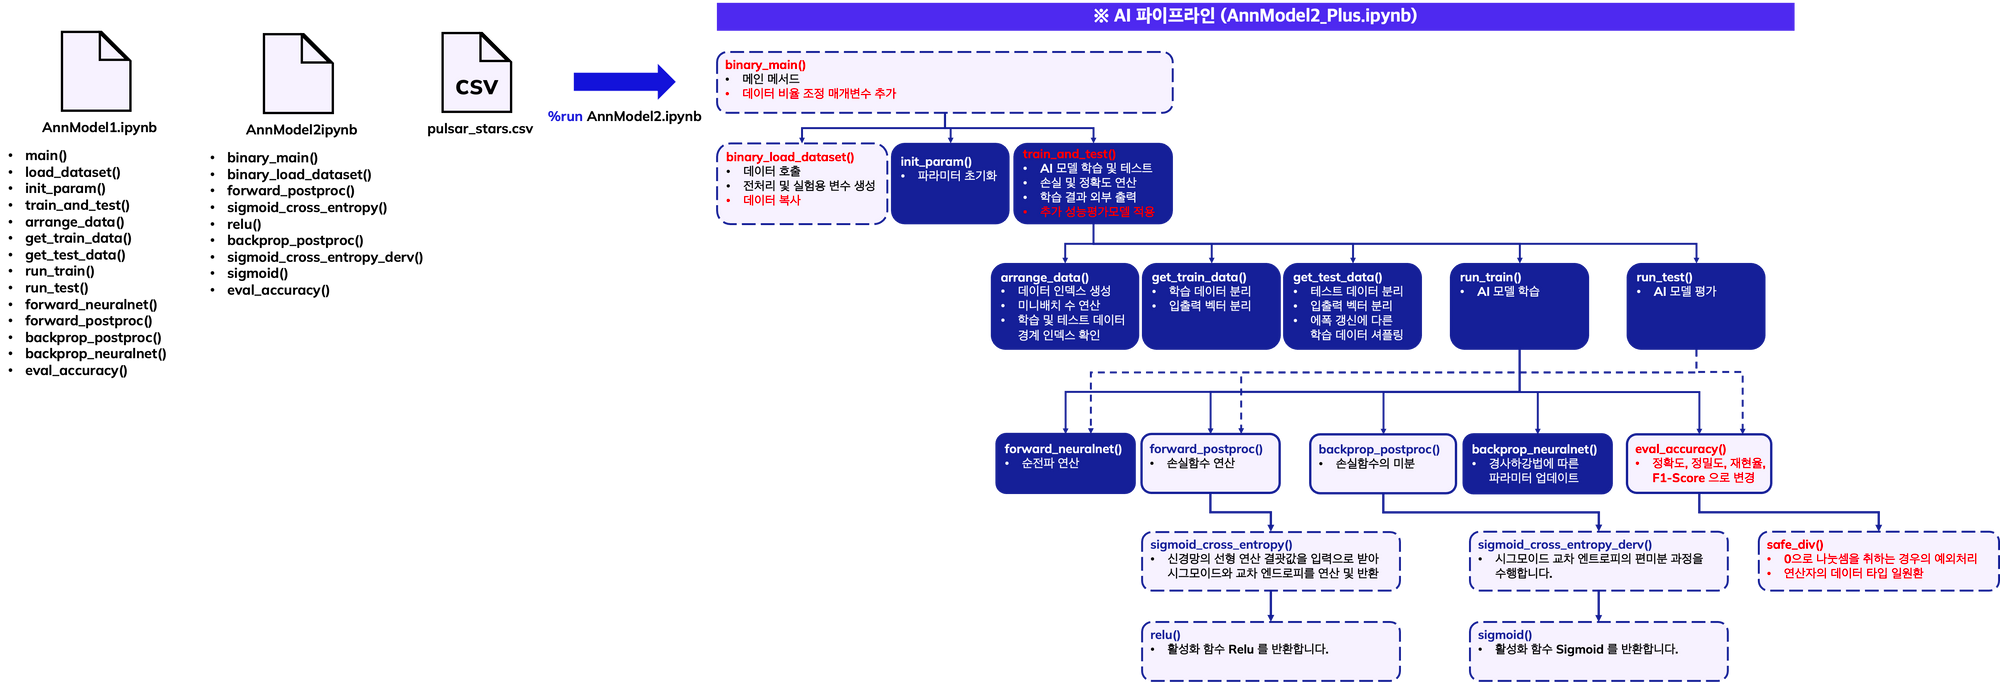 ※ AI 파이프라인 (AnnModel2_Plus.ipynb)
CSV
AnnModel1.ipynb
AnnModel2ipynb
pulsar_stars.csv
%run AnnModel2.ipynb
• main()
• load_dataset()
• init_param()
• train_and_test()
• arrange_data()
• get_train_data()
• get_test_data()
• run_train()
• run_test()
• forward_neuralnet()
• forward_postproc()
• backprop_postproc()
• backprop_neuralnet()
• eval_accuracy()
• binary_main()
• binary_load_dataset()
• forward_postproc()
• sigmoid_cross_entropy()
• relu()
• backprop_postproc()
• sigmoid_cross_entropy_derv()
• sigmoid()
• eval_accuracy()
binary_main()
• 메인 메서드
• 데이터 비율 조정 매개변수 추가
binary_load_dataset()
• 데이터 호출
• 전처리 및 실험용 변수 생성
• 데이터 복사
init_param()
• 파라미터 초기화
train_and_test()
• AI 모델 학습 및 테스트
• 손실 및 정확도 연산
• 학습 결과 외부 출력
• 추가 성능평가모델 적용
arrange_data()
• 데이터 인덱스 생성
• 미니배치 수 연산
• 학습 및 테스트 데이터
경계 인덱스 확인
get_train_data()
• 학습 데이터 분리
• 입출력 벡터 분리
get_test_data()
• 테스트 데이터 분리
• 입출력 벡터 분리
• 에폭 갱신에 다른
학습 데이터 셔플링
run_train()
• AI 모델 학습
run_test()
• AI 모델 평가
forward_neuralnet()
• 순전파 연산
forward_postproc()
• 손실함수 연산
backprop_postproc()
• 손실함수의 미분
backprop_neuralnet()
• 경사하강법에 따른
파라미터 업데이트
eval_accuracy()
• 정확도, 정밀도, 재현율,
F1-Score 으로 변경
sigmoid_cross_entropy()
• 신경망의 선형 연산 결괏값을 입력으로 받아
시그모이드와 교차 엔드로피를 연산 및 반환
sigmoid_cross_entropy_derv()
• 시그모이드 교차 엔트로피의 편미분 과정을
수행합니다.
safe_div()
• 0으로 나눗셈을 취하는 경우의 예외처리
• 연산자의 데이터 타입 일원환
relu()
• 활성화 함수 Relu 를 반환합니다.
sigmoid()
• 활성화 함수 Sigmoid 를 반환합니다.